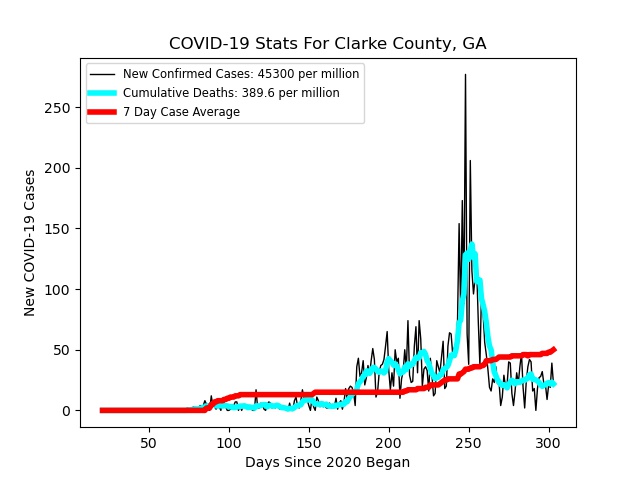 COVID-19 Stats For Clarke County, GA
New Confirmed Cases: 45300 per million
Cumulative Deaths: 389.6 per million
7 Day Case Average
New COVID-19 Cases
250
200
150
100
50
0
50 100 150 200 250 300
Days Since 2020 Began